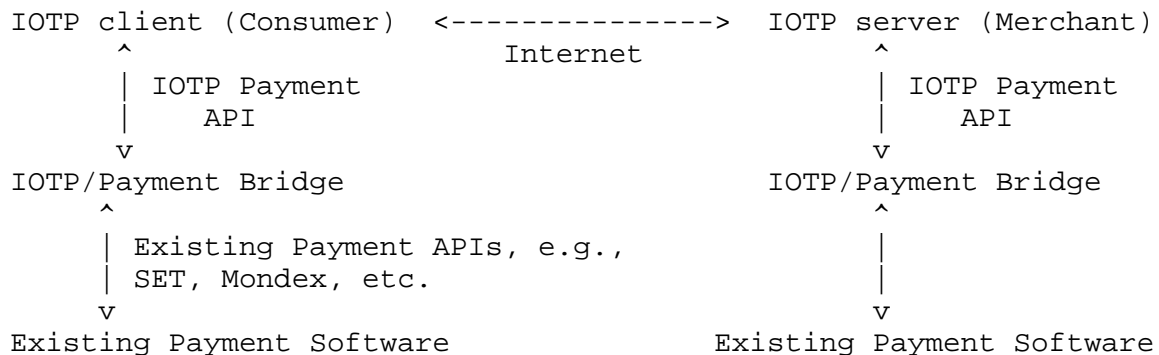 IOTP client (Consumer) <---------------> IOTP server (Merchant)
^ Internet ^
| IOTP Payment | IOTP Payment
| API | API
v v
IOTP/Payment Bridge IOTP/Payment Bridge
^ ^
| Existing Payment APIs, e.g., |
| SET, Mondex, etc. |
v v
Existing Payment Software Existing Payment Software